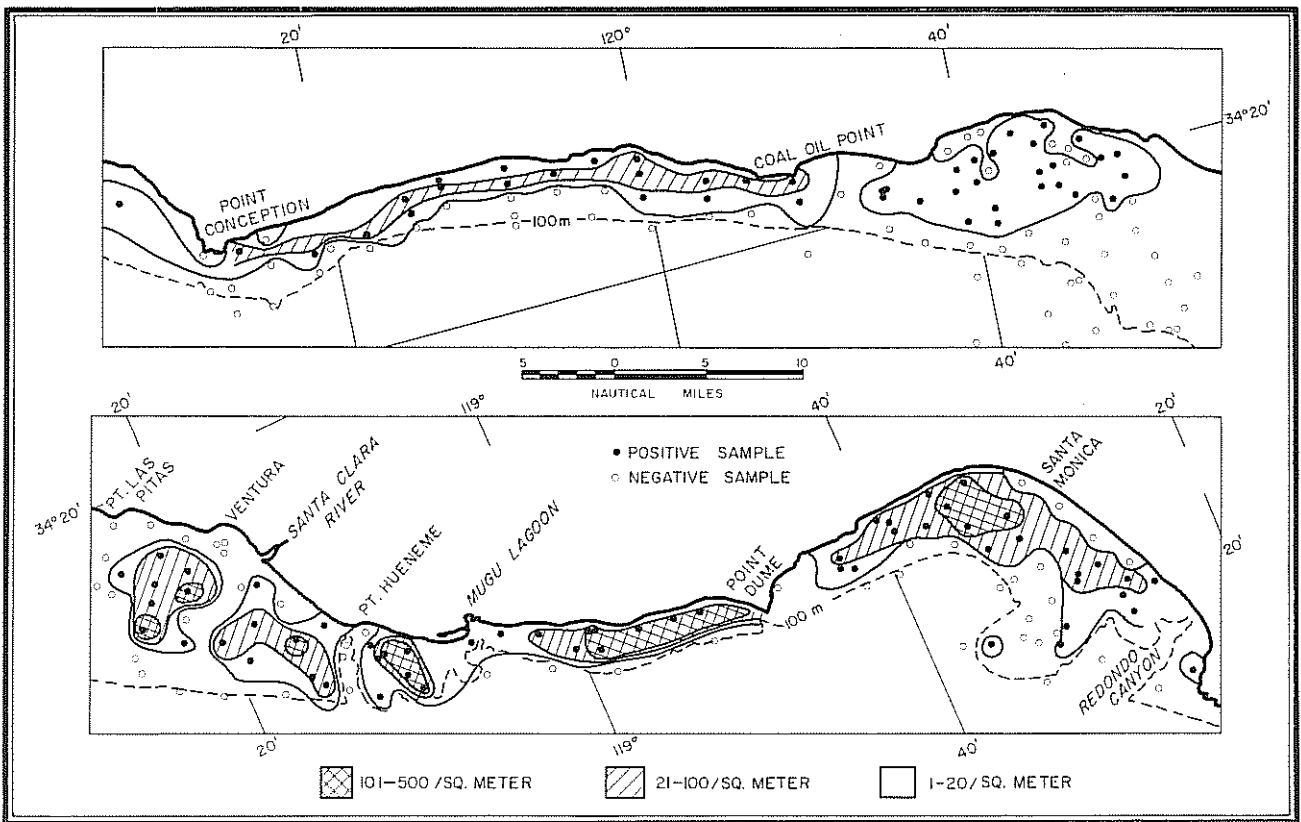 20'
120°
40'
34°20'
POINT CONCEPTION
COAL OIL POINT
100m
40'
5 0 5 10
NAUTICAL MILES
20'
119°
40'
20'
PT. LAS PITAS
VENTURA
SANTA CLARA RIVER
PT. HUENEME
MUGU LAGOON
POINT DUME
SANTA MONICA
● POSITIVE SAMPLE
○ NEGATIVE SAMPLE
34°20'
20'
100 m
REDONDO CANYON
20'
119°
40'
101-500/SQ. METER
21-100/SQ. METER
1-20/SQ. METER